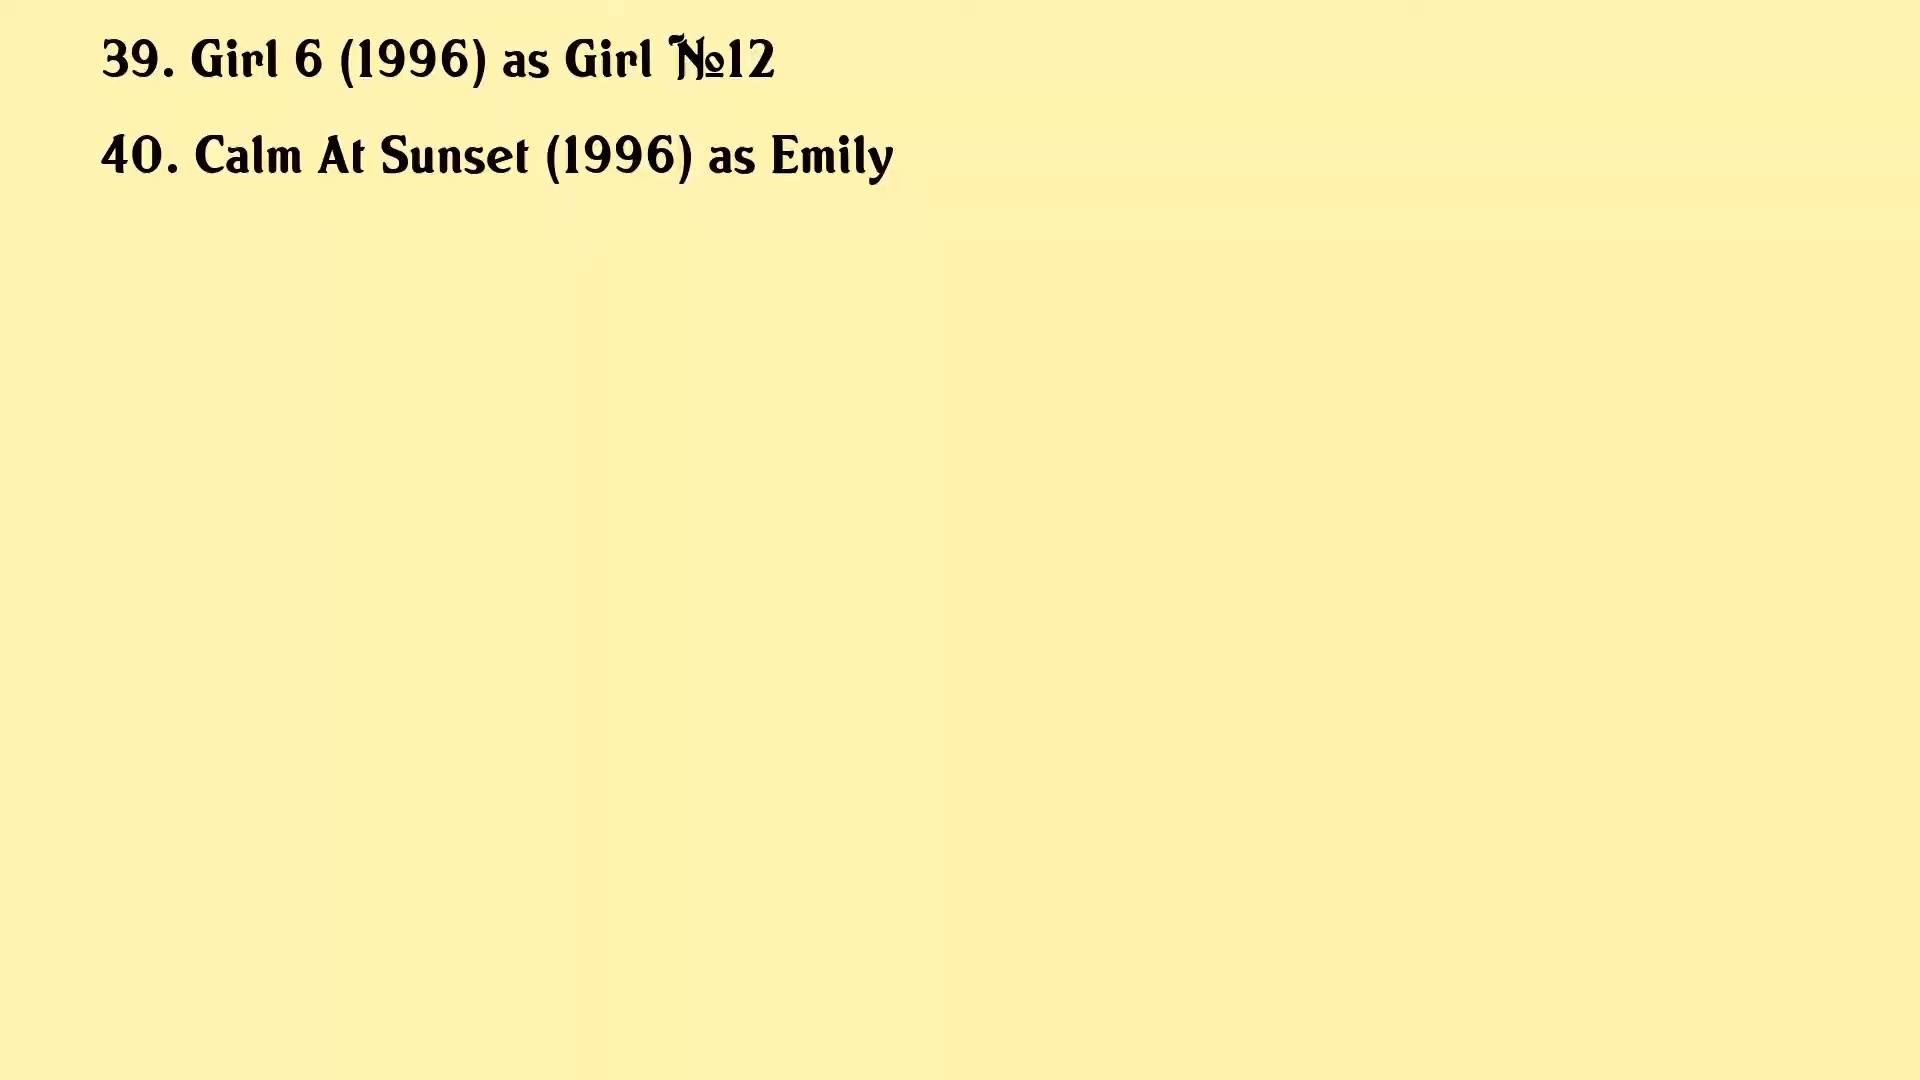 39. Girl 6 (1996) as Girl №12
40. Calm At Sunset (1996) as Emily